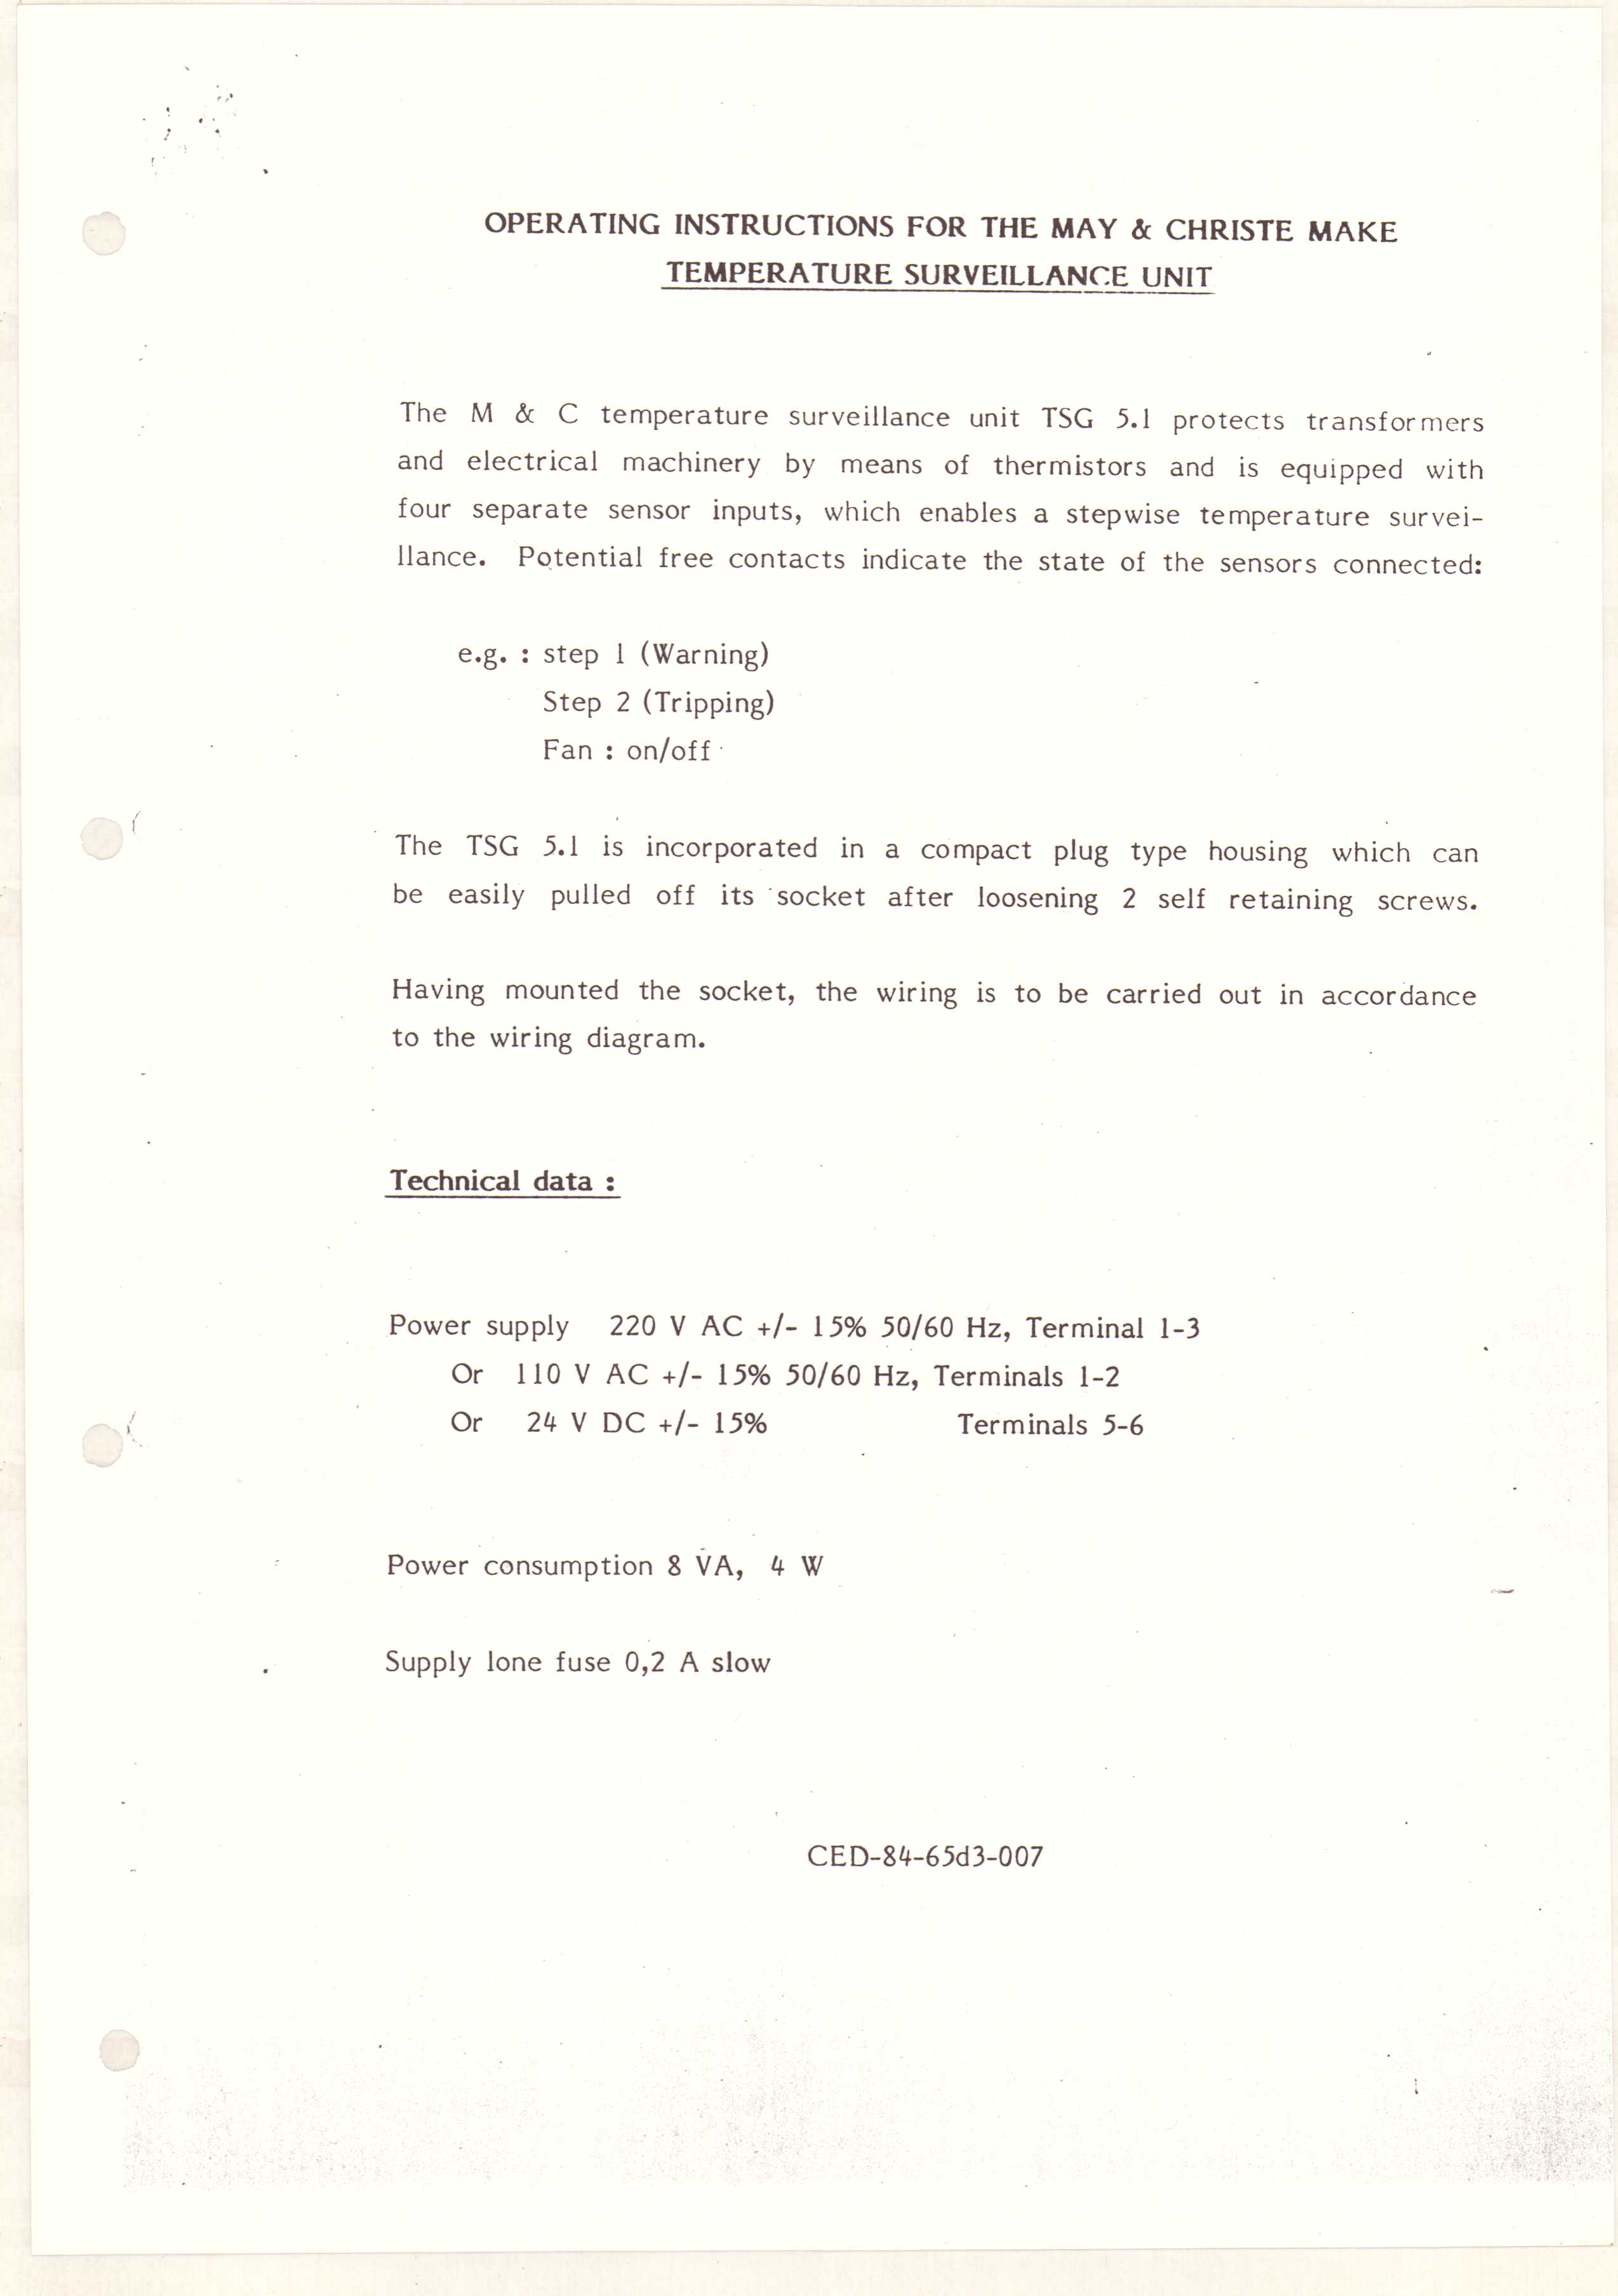 OPERATING INSTRUCTIONS FOR THE MAY & CHRISTE MAKE
TEMPERATURE SURVEILLANCE UNIT
The M & C temperature surveillance unit TSG 5.1 protects transformers
and electrical machinery by means of thermistors and is equipped with
four separate sensor inputs, which enables a stepwise temperature survei-
llance. Potential free contacts indicate the state of the sensors connected:
e.g. : step 1 (Warning)
Step 2 (Tripping)
Fan : on/off
The TSG 5.1 is incorporated in a compact plug type housing which can
be easily pulled off its socket after loosening 2 self retaining screws.
Having mounted the socket, the wiring is to be carried out in accordance
to the wiring diagram.
Technical data :
Power supply 220 V AC +/- 15% 50/60 Hz, Terminal 1-3
Or 110 V AC +/- 15% 50/60 Hz, Terminals 1-2
Or 24 V DC +/- 15% Terminals 5-6
Power consumption 8 VA, 4 W
Supply lone fuse 0,2 A slow
CED-84-65d3-007